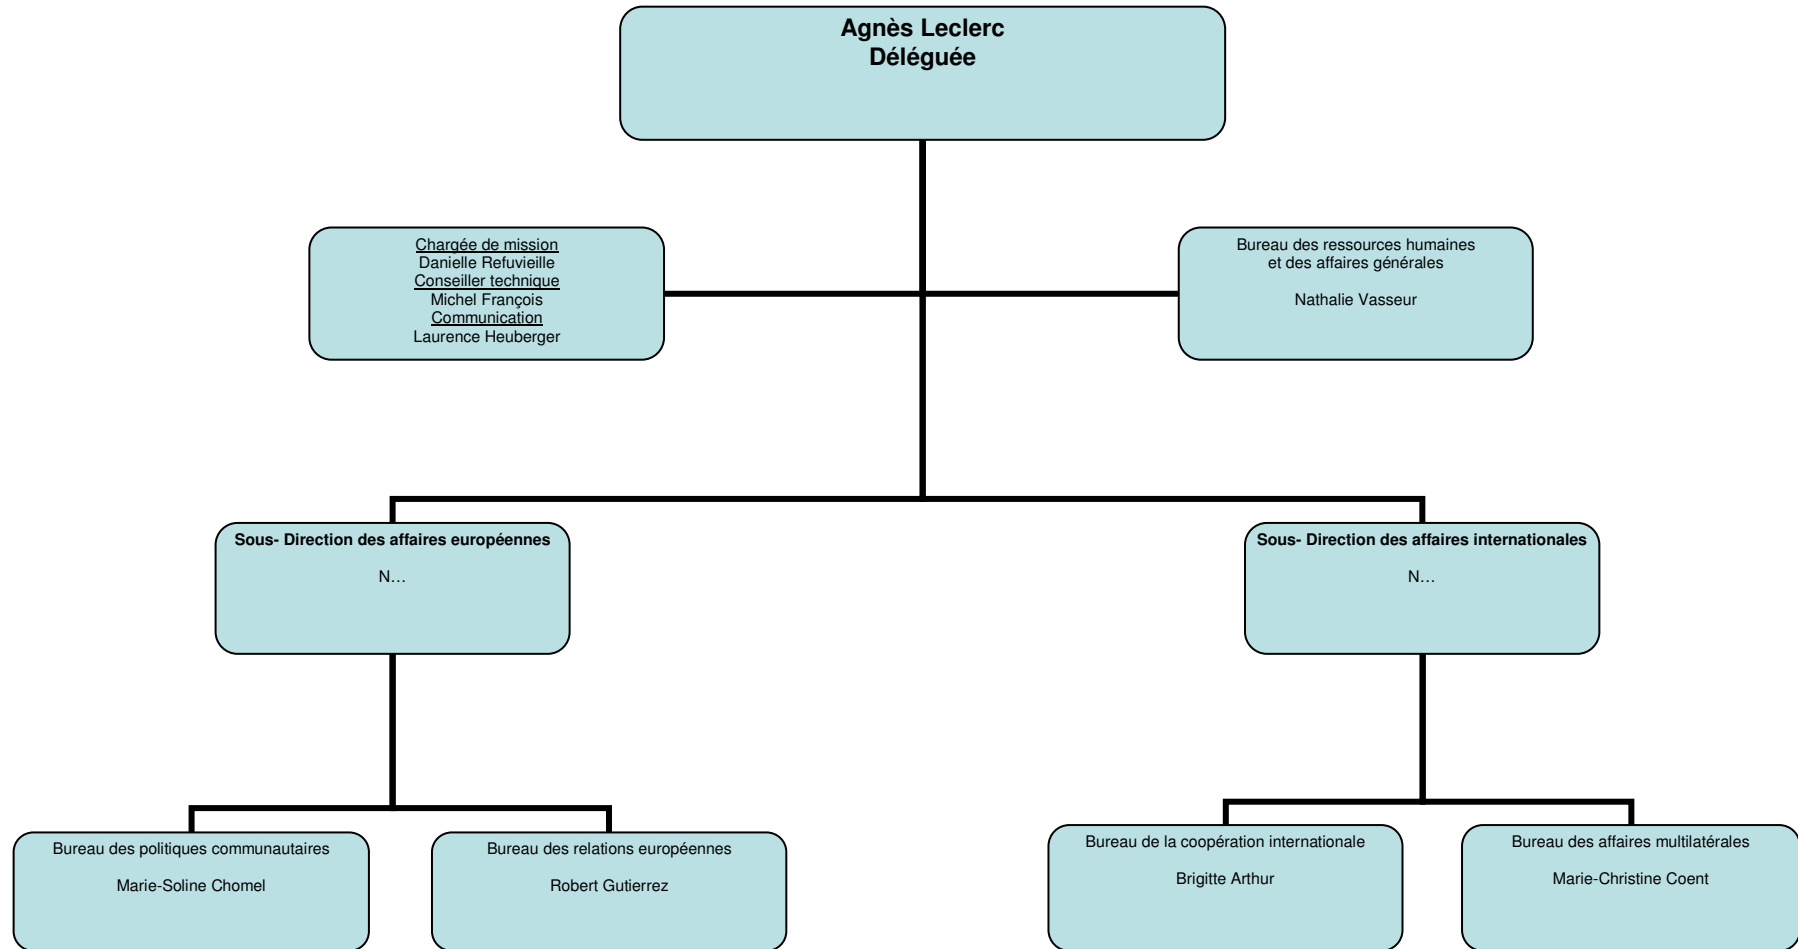 Agnès Leclerc
Déléguée
Chargée de mission
Danielle Refuvieille
Conseiller technique
Michel François
Communication
Laurence Heuberger
Bureau des ressources humaines
et des affaires générales
Nathalie Vasseur
Sous- Direction des affaires européennes
N…
Sous- Direction des affaires internationales
N…
Bureau des politiques communautaires
Marie-Soline Chomel
Bureau des relations européennes
Robert Gutierrez
Bureau de la coopération internationale
Brigitte Arthur
Bureau des affaires multilatérales
Marie-Christine Coent